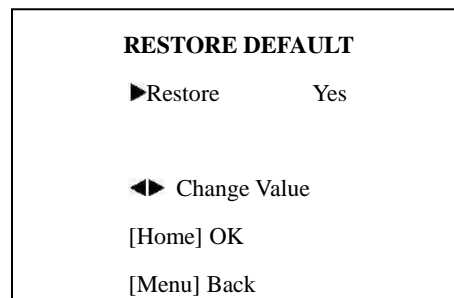 RESTORE DEFAULT
▶Restore Yes
◀▶ Change Value
[Home] OK
[Menu] Back